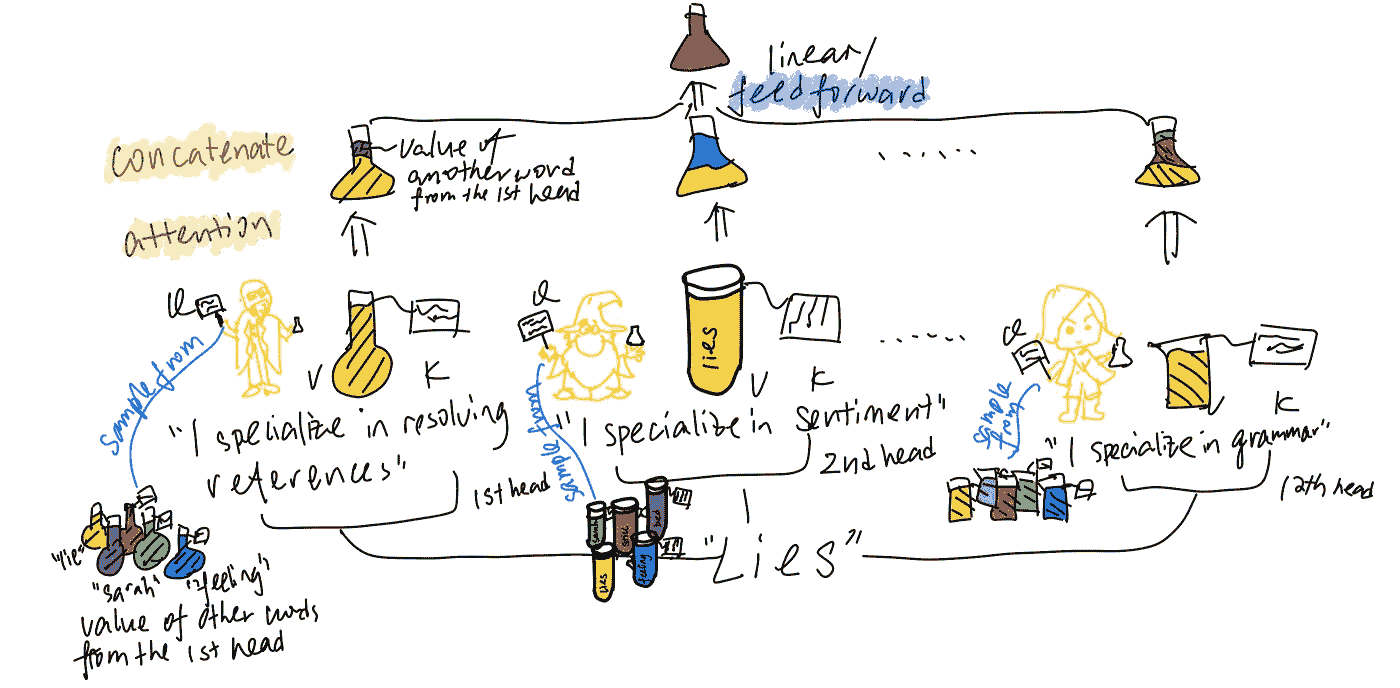 linear/
feedforward
concatenate
value of
another word
from the 1st head
attention
Q
V
K
sample from
"I specialize in resolving
references"
1st head
Q
lies
V
K
sample from
"I specialize in sentiment"
2nd head
Q
V
K
sample
from
"I specialize in grammar"
12th head
"lie"
"sarah"
"feeling"
value of other words
from the 1st head
sarah
lies
feeling
"Lies"